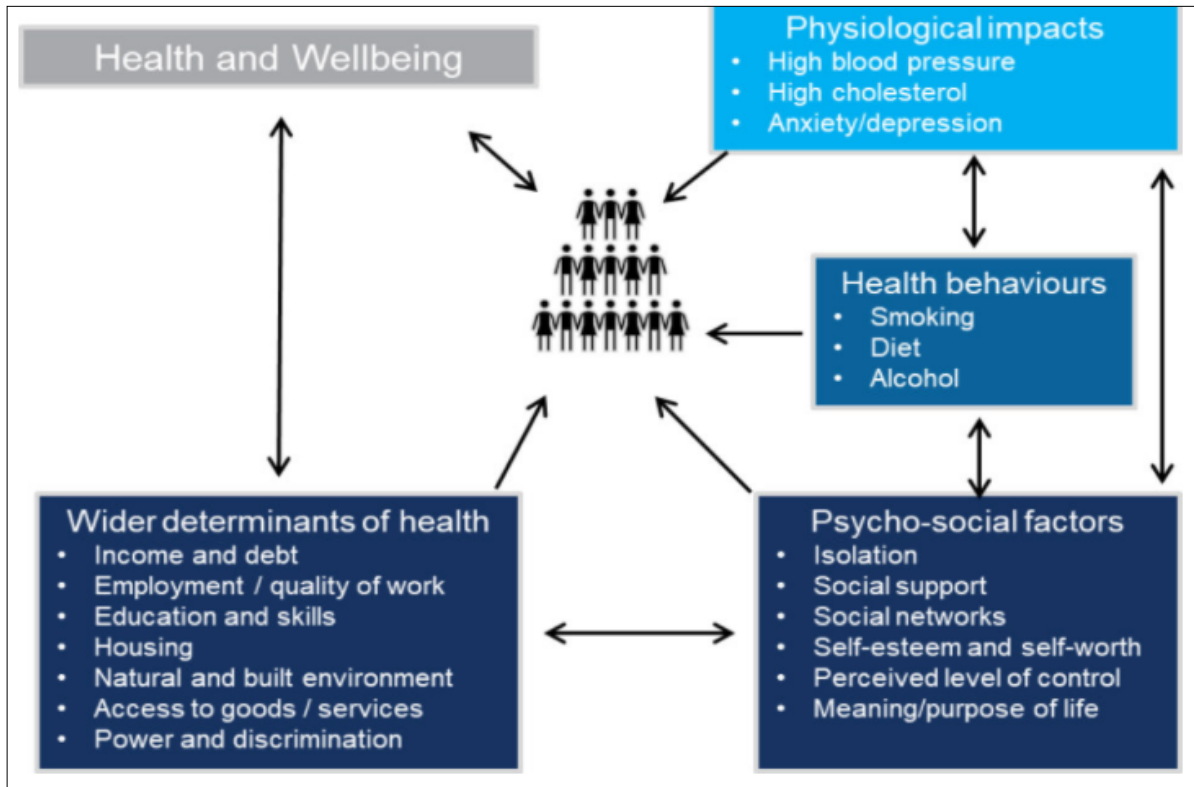 Health and Wellbeing
Physiological impacts
• High blood pressure
• High cholesterol
• Anxiety/depression
Health behaviours
• Smoking
• Diet
• Alcohol
Wider determinants of health
• Income and debt
• Employment / quality of work
• Education and skills
• Housing
• Natural and built environment
• Access to goods / services
• Power and discrimination
Psycho-social factors
• Isolation
• Social support
• Social networks
• Self-esteem and self-worth
• Perceived level of control
• Meaning/purpose of life